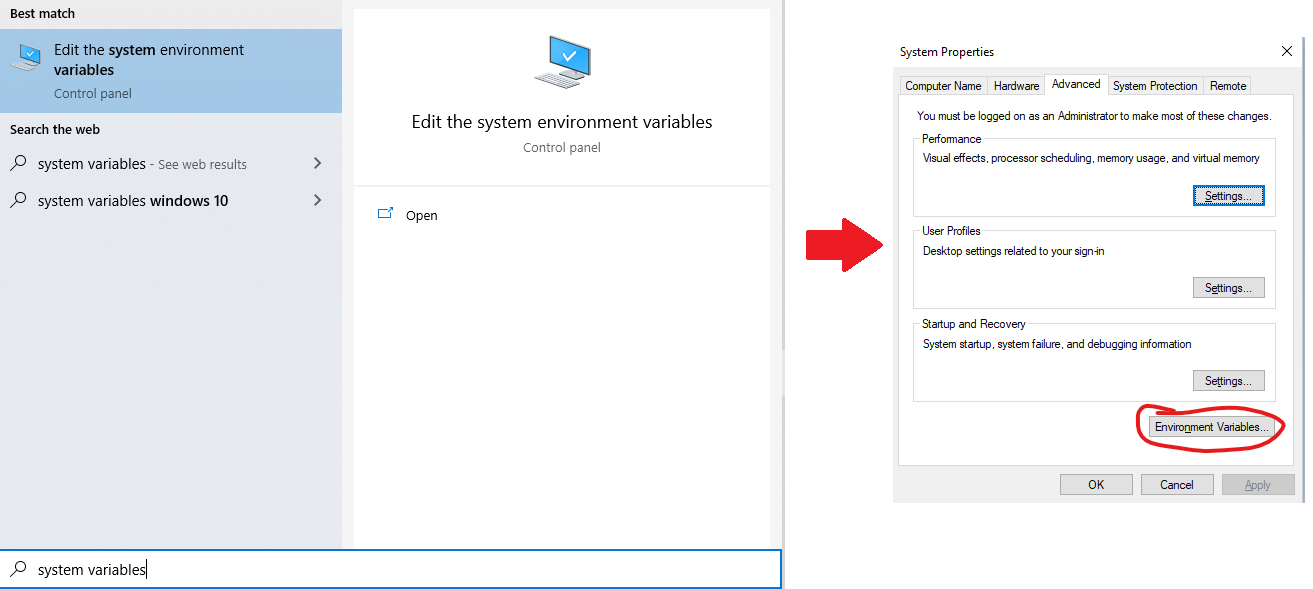 Best match
Edit the system environment
variables
Control panel
Search the web
system variables - See web results
system variables windows 10
system variables
Edit the system environment variables
Control panel
Open
System Properties
Computer Name Hardware Advanced System Protection Remote
You must be logged on as an Administrator to make most of these changes.
Performance
Visual effects, processor scheduling, memory usage, and virtual memory
Settings...
User Profiles
Desktop settings related to your sign-in
Settings...
Startup and Recovery
System startup, system failure, and debugging information
Settings...
Environment Variables...
OK Cancel Apply